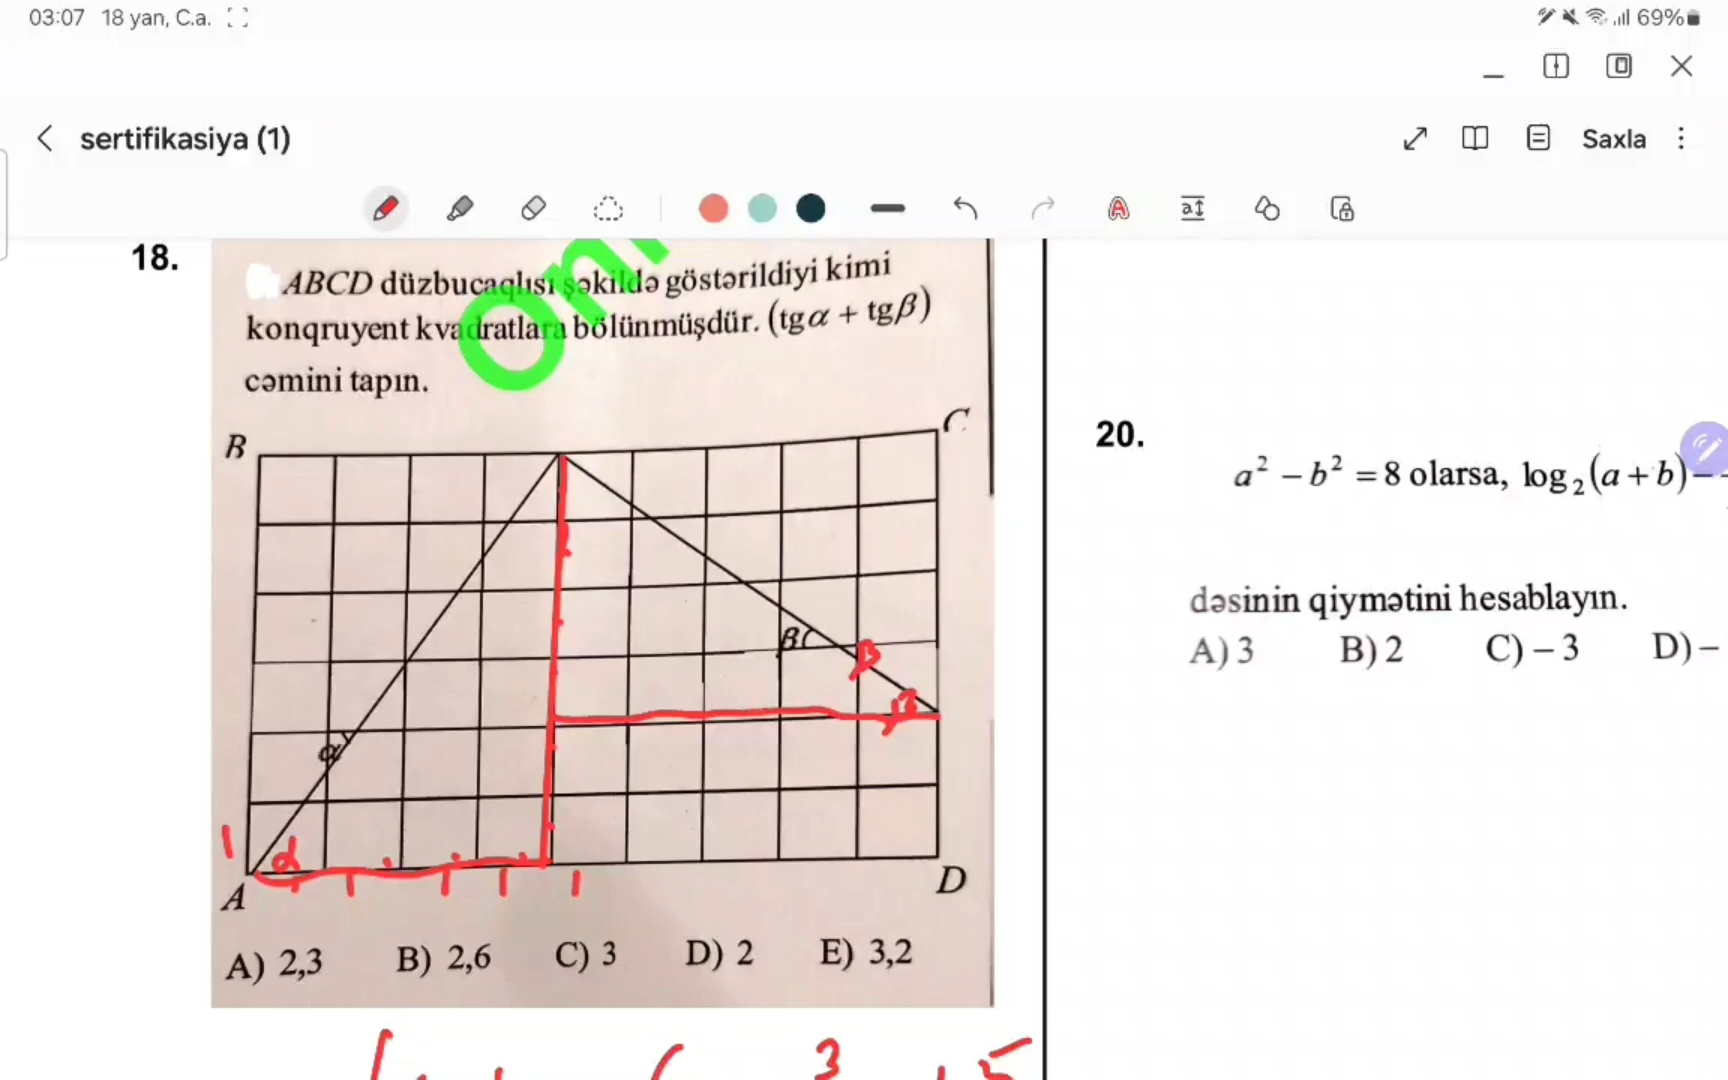 03:07 18 yan, C.a.
69%
sertifikasiya (1)
Saxla
18.
ABCD düzbucaqlısı şəkildə göstərildiyi kimi
konqruyent kvadratlara bölünmüşdür. (tgα + tgβ)
cəmini tapın.
B
C
β
β
β
α
α
A
D
A) 2,3 B) 2,6 C) 3 D) 2 E) 3,2
3
5
20.
a² − b² = 8 olarsa, log₂(a + b) −
dəsinin qiymətini hesablayın.
A) 3 B) 2 C) − 3 D) −